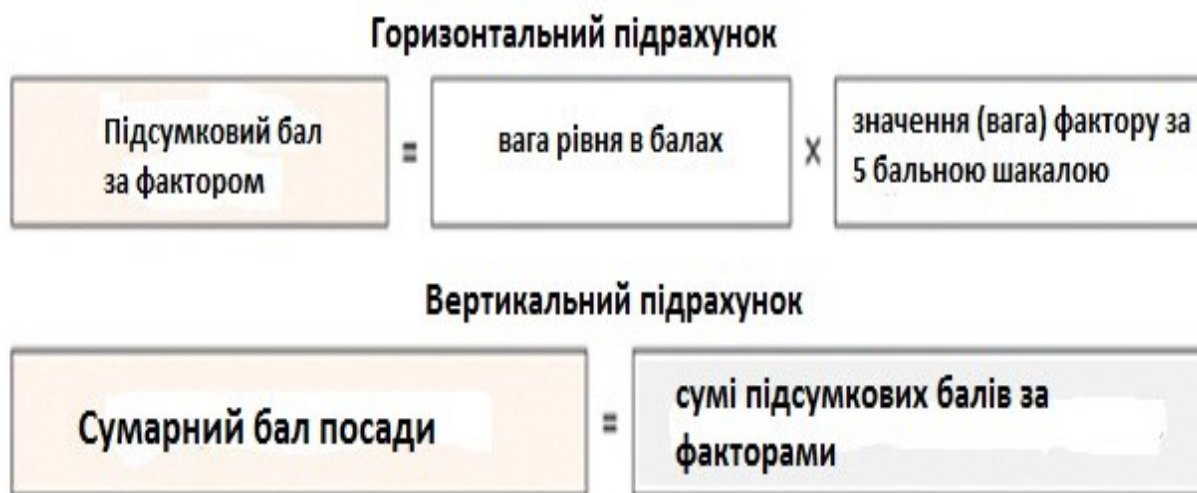 Горизонтальний підрахунок
Підсумковий бал
за фактором
=
вага рівня в балах
×
значення (вага) фактору за
5 бальною шакалою
Вертикальний підрахунок
Сумарний бал посади
=
сумі підсумкових балів за
факторами